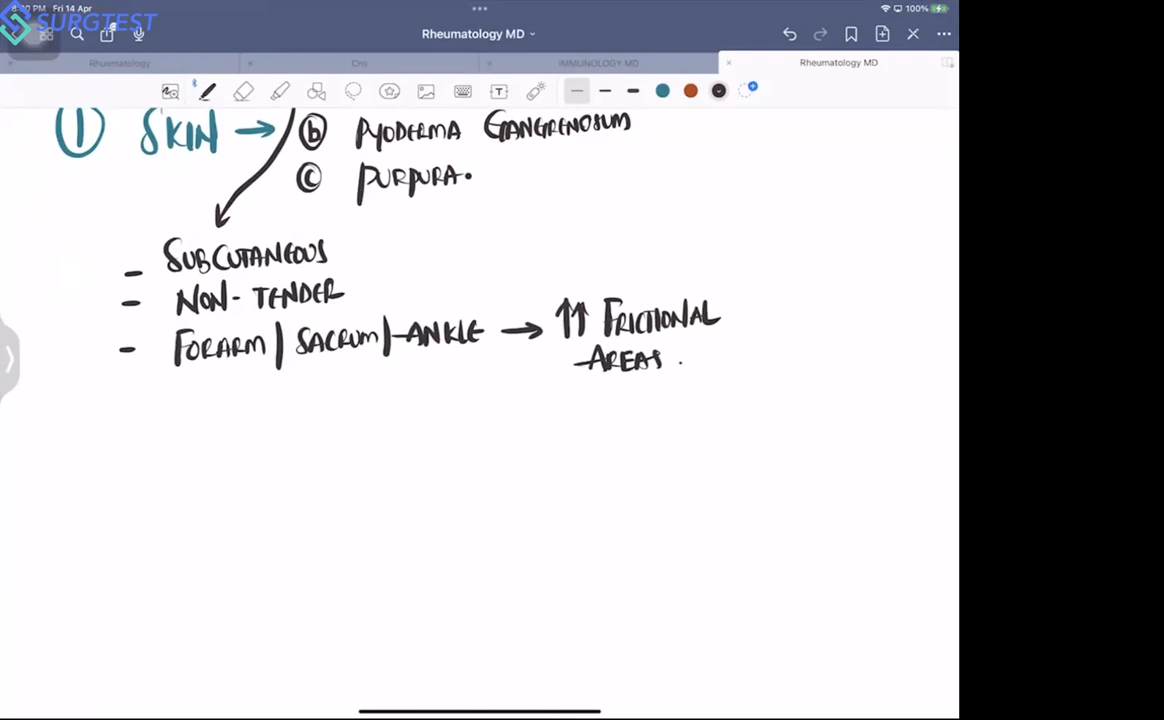 8:30 PM Fri 14 Apr
100%
SURGTEST
Rheumatology MD
Rhuematology
Cns
IMMUNOLOGY MD
Rheumatology MD
① SKIN → ⓑ PYODERMA GANGRENOSUM
ⓒ PURPURA.
- SUBCUTANEOUS
- NON-TENDER
- FORARM | SACRUM | ANKLE → ↑↑ FRICTIONAL
AREAS.